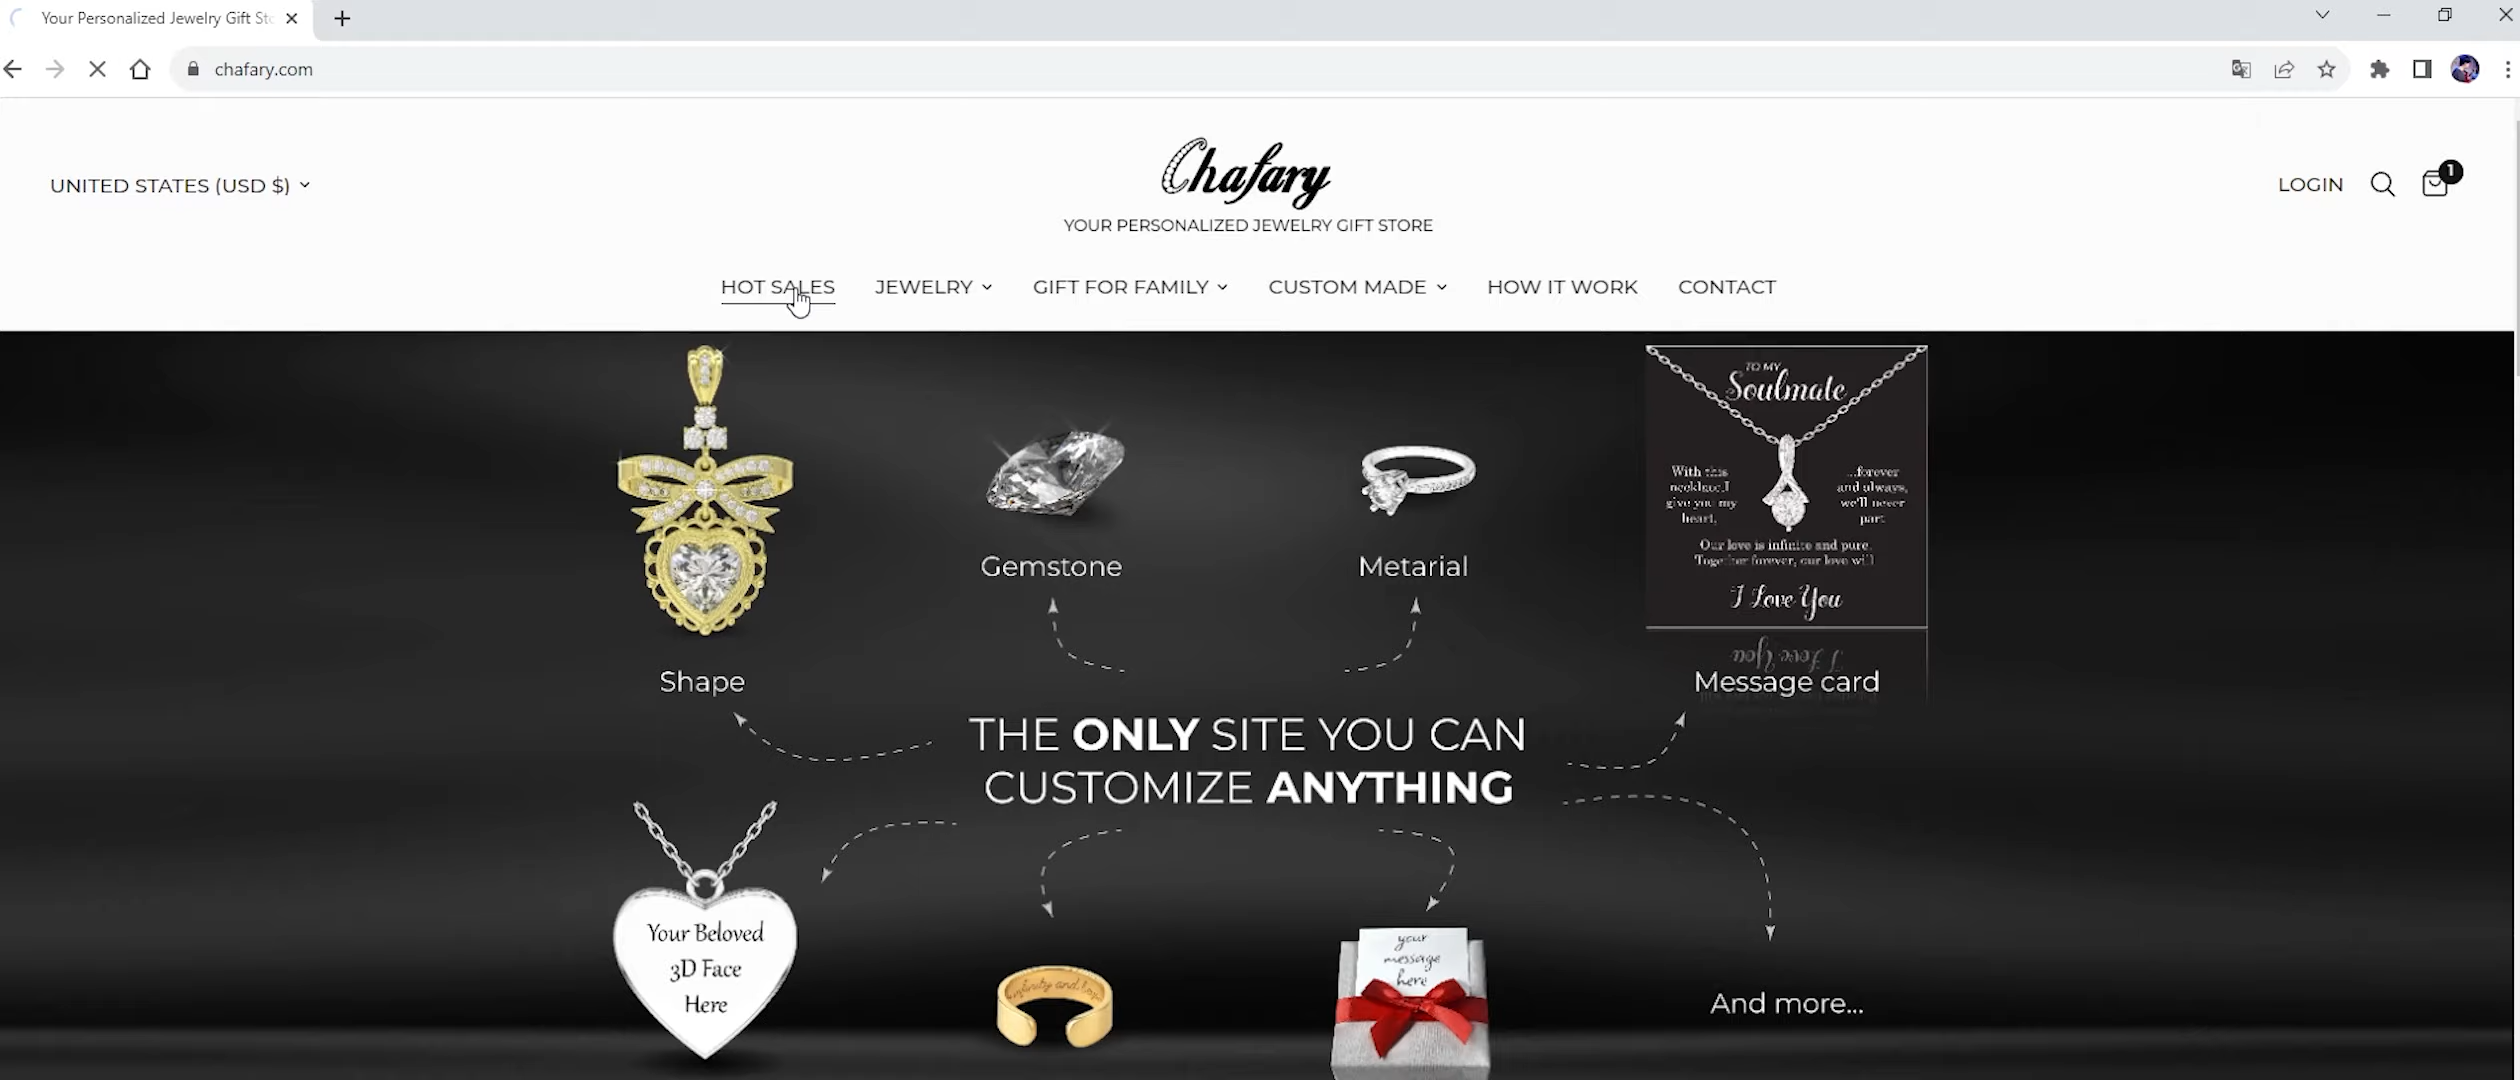 Your Personalized Jewelry Gift Sto
chafary.com
UNITED STATES (USD $)
Chafary
YOUR PERSONALIZED JEWELRY GIFT STORE
LOGIN
1
HOT SALES
JEWELRY
GIFT FOR FAMILY
CUSTOM MADE
HOW IT WORK
CONTACT
TO MY
Soulmate
With this
necklace,I
give you my
heart,
...forever
and always,
we'll never
part
Our love is infinite and pure.
Together forever, our love will
I Love You
Gemstone
Metarial
Shape
Message card
THE ONLY SITE YOU CAN
CUSTOMIZE ANYTHING
Your Beloved
3D Face
Here
infinity and
your
message
here
And more...